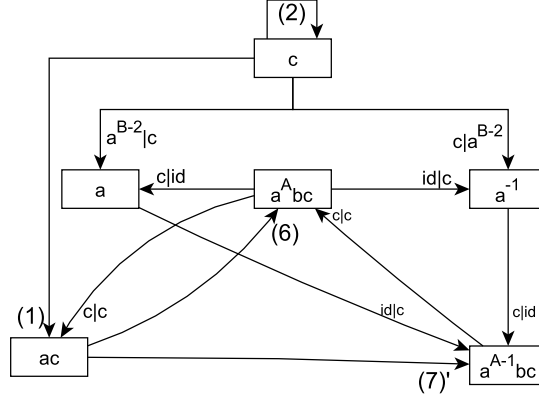 (2)
c
a^B-2|c
c|a^B-2
c|id
id|c
a
a^A bc
a^-1
c|c
(6)
(1)
c|c
id|c
c|id
ac
a^A-1 bc
(7)'